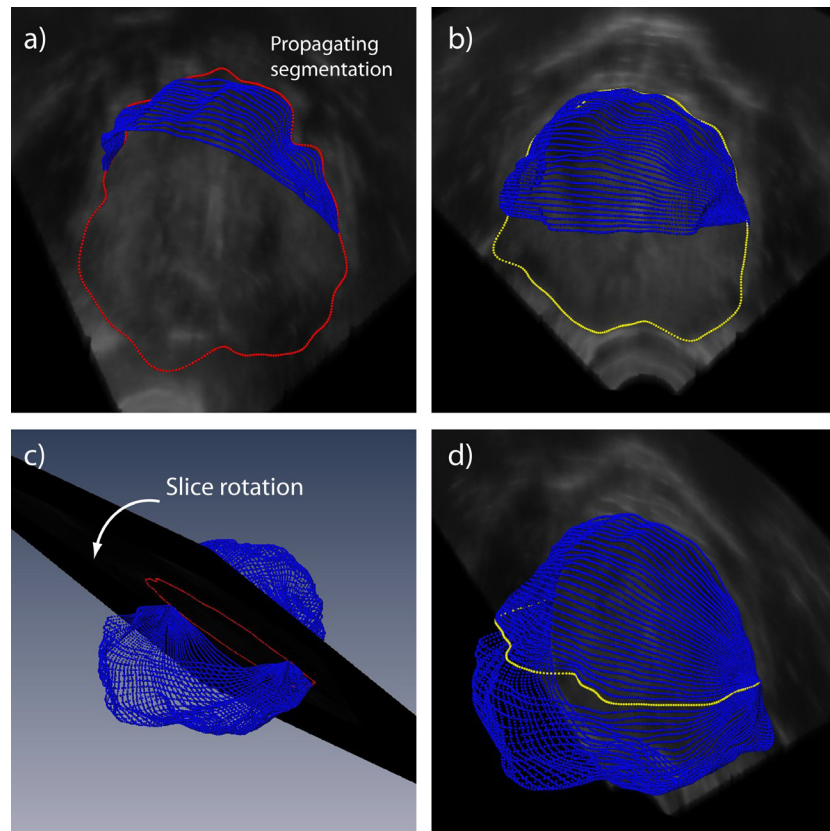 a)
Propagating
segmentation
b)
c)
Slice rotation
d)